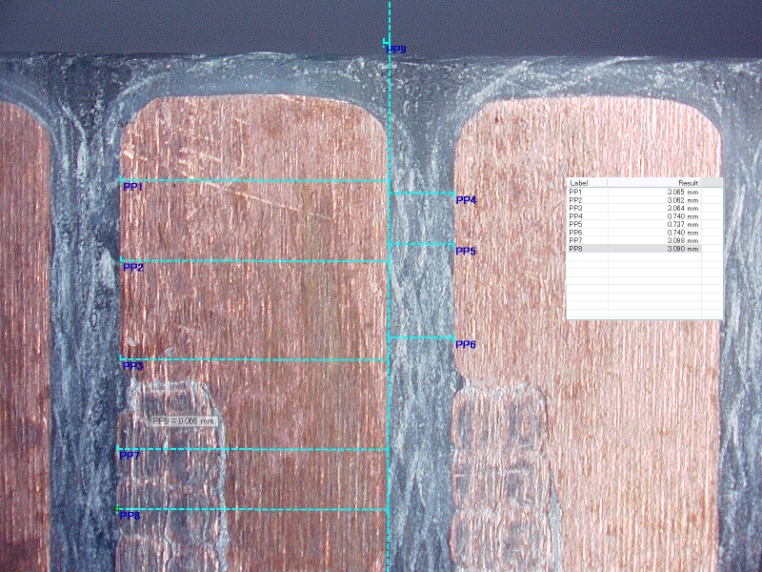 PP9
PP1
PP4
PP5
PP2
PP6
PP3
PP9 = 0.066 mm
PP7
PP8
Label Result
PP1 3.065 mm
PP2 3.062 mm
PP3 3.064 mm
PP4 0.740 mm
PP5 0.737 mm
PP6 0.740 mm
PP7 3.098 mm
PP8 3.090 mm